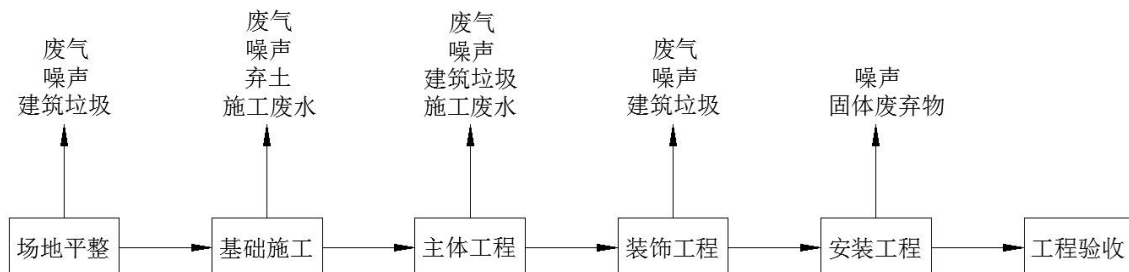 废气
噪声
建筑垃圾
废气
噪声
弃土
施工废水
废气
噪声
建筑垃圾
施工废水
废气
噪声
建筑垃圾
噪声
固体废弃物
场地平整
基础施工
主体工程
装饰工程
安装工程
工程验收